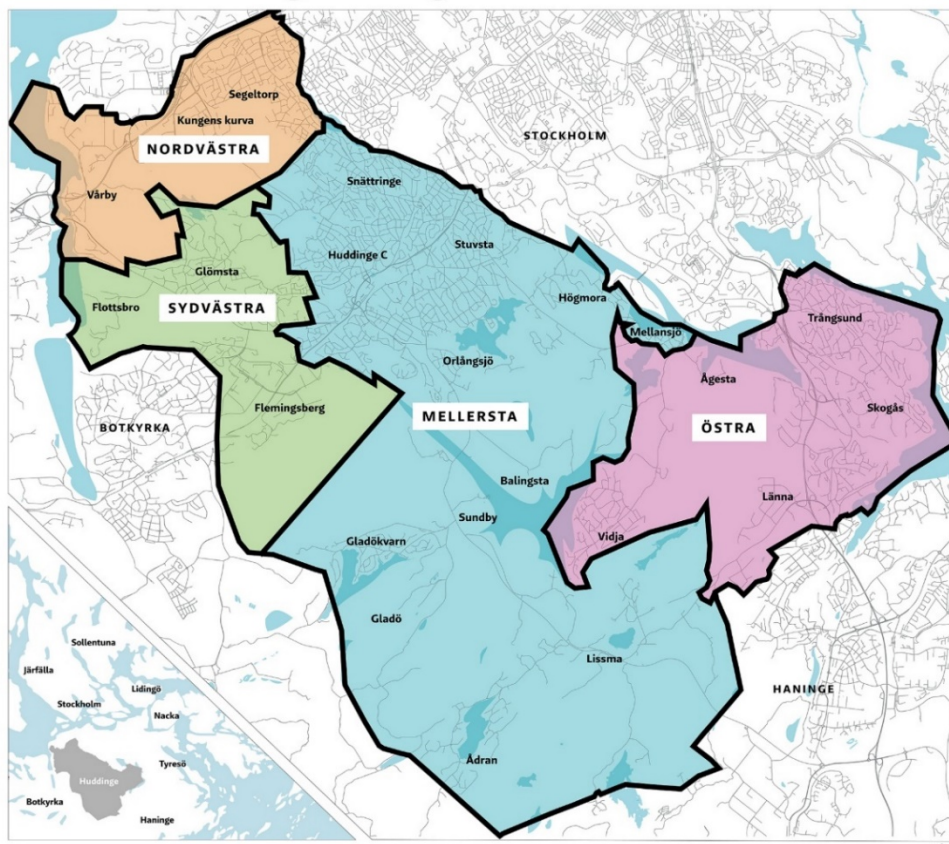 Segeltorp
Kungens kurva
NORDVÄSTRA
STOCKHOLM
Snättringe
Vårby
Stuvsta
Huddinge C
Glömsta
Högmora
Flottsbro
SYDVÄSTRA
Trångsund
Mellansjö
Orlångsjö
Ågesta
Flemingsberg
MELLERSTA
Skogås
BOTKYRKA
ÖSTRA
Balingsta
Länna
Sundby
Vidja
Gladökvarn
Gladö
Lissma
HANINGE
Ådran
Sollentuna
Järfälla
Lidingö
Stockholm
Nacka
Tyresö
Huddinge
Botkyrka
Haninge